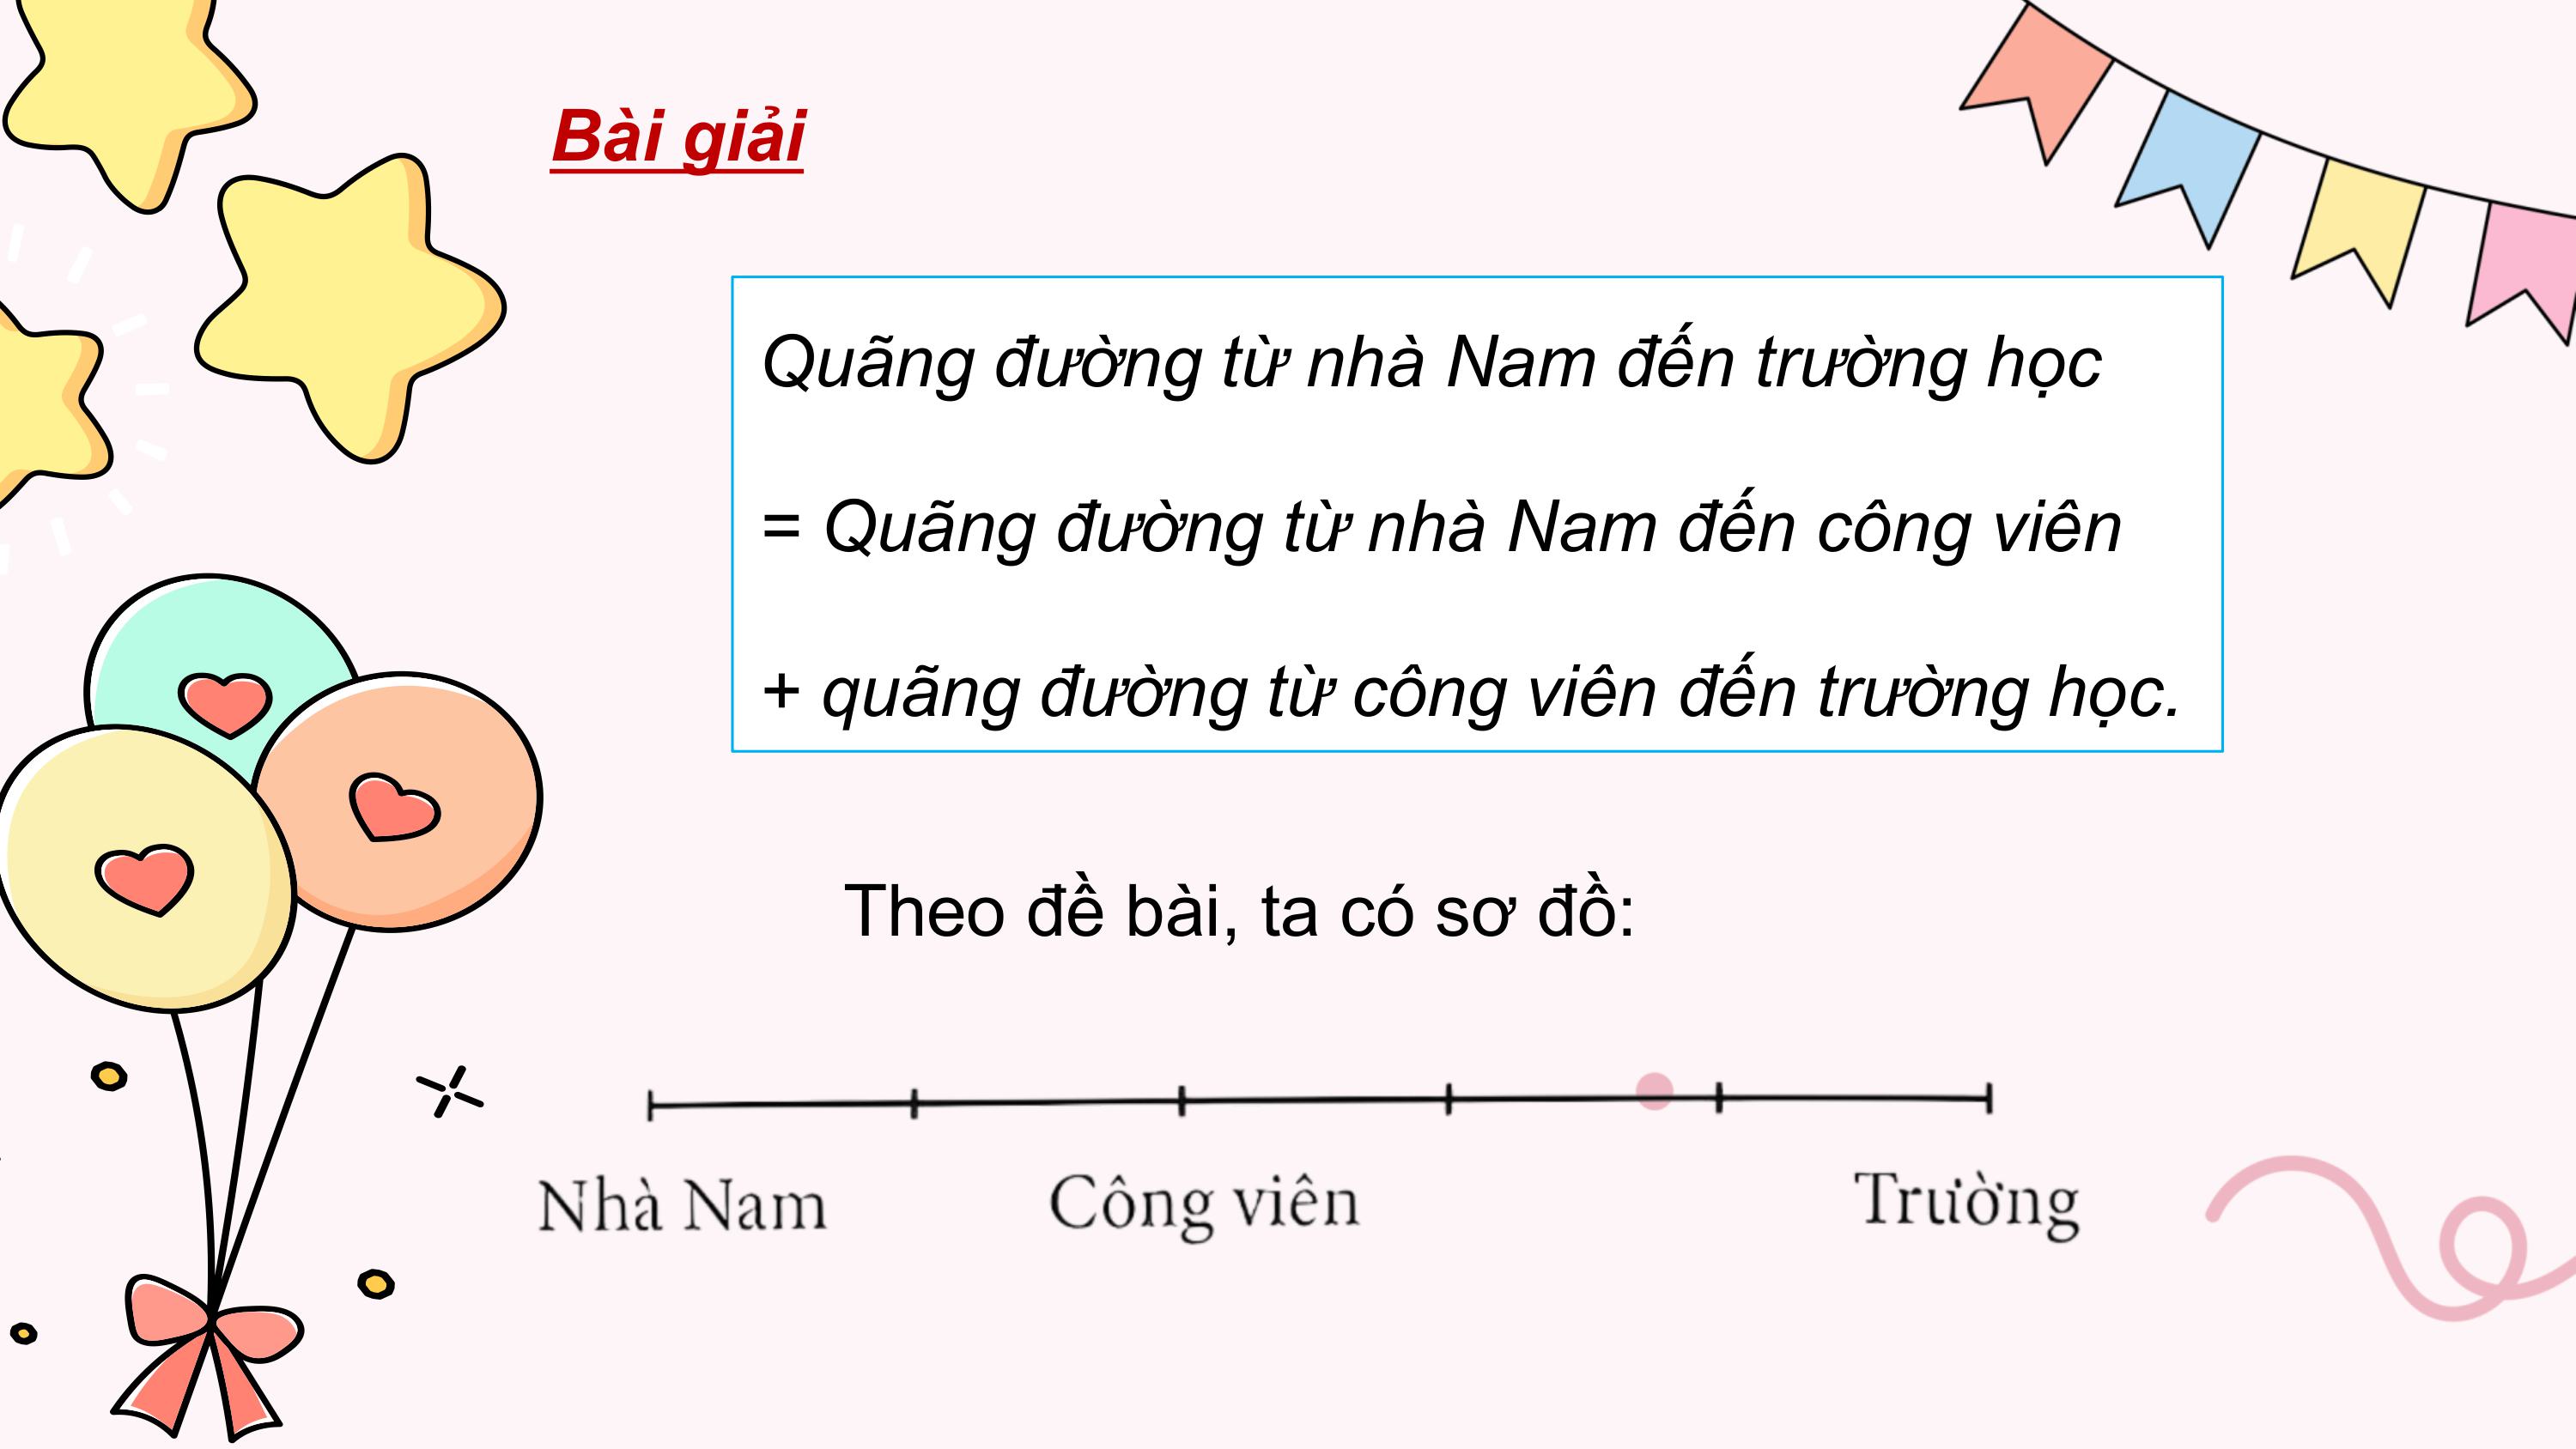 Bài giải
Quãng đường từ nhà Nam đến trường học
= Quãng đường từ nhà Nam đến công viên
+ quãng đường từ công viên đến trường học.
Theo đề bài, ta có sơ đồ:
Nhà Nam Công viên Trường